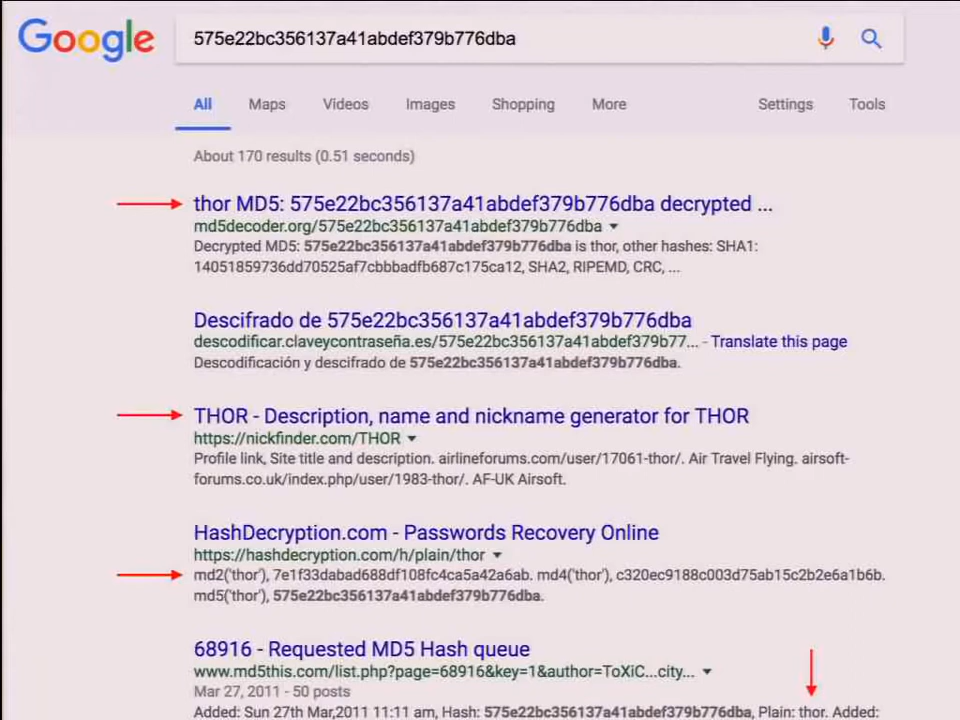 Google
575e22bc356137a41abdef379b776dba
All Maps Videos Images Shopping More Settings Tools
About 170 results (0.51 seconds)
thor MD5: 575e22bc356137a41abdef379b776dba decrypted ...
md5decoder.org/575e22bc356137a41abdef379b776dba
Decrypted MD5: 575e22bc356137a41abdef379b776dba is thor, other hashes: SHA1:
14051859736dd70525af7cbbbadfb687c175ca12, SHA2, RIPEMD, CRC, ...
Descifrado de 575e22bc356137a41abdef379b776dba
descodificar.claveycontraseña.es/575e22bc356137a41abdef379b77... - Translate this page
Descodificación y descifrado de 575e22bc356137a41abdef379b776dba.
THOR - Description, name and nickname generator for THOR
https://nickfinder.com/THOR
Profile link, Site title and description. airlineforums.com/user/17061-thor/. Air Travel Flying. airsoft-
forums.co.uk/index.php/user/1983-thor/. AF-UK Airsoft.
HashDecryption.com - Passwords Recovery Online
https://hashdecryption.com/h/plain/thor
md2('thor'), 7e1f33dabad688df108fc4ca5a42a6ab. md4('thor'), c320ec9188c003d75ab15c2b2e6a1b6b.
md5('thor'), 575e22bc356137a41abdef379b776dba.
68916 - Requested MD5 Hash queue
www.md5this.com/list.php?page=68916&key=1&author=ToXiC...city...
Mar 27, 2011 - 50 posts
Added: Sun 27th Mar,2011 11:11 am, Hash: 575e22bc356137a41abdef379b776dba, Plain: thor. Added: